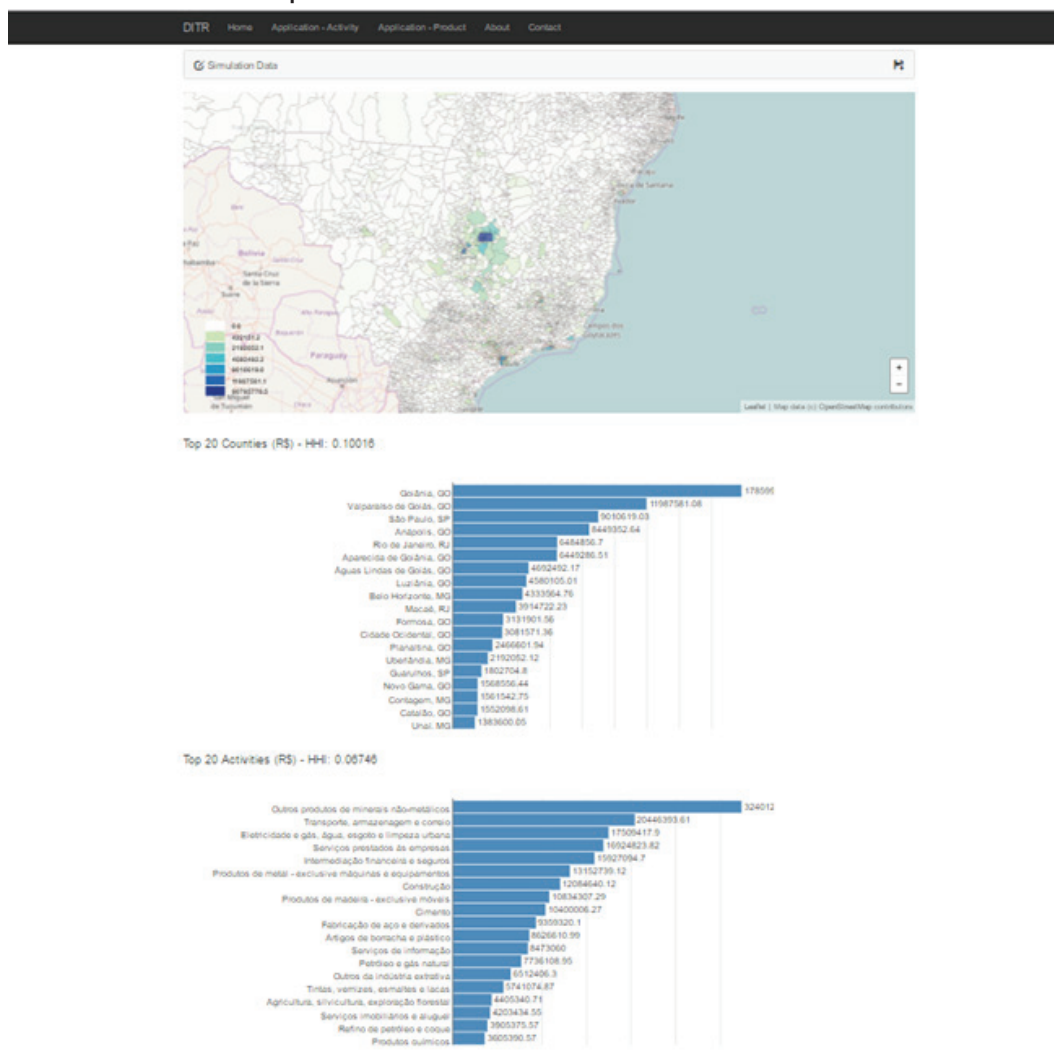 DITR Home Application - Activity Application - Product About Contact
Simulation Data
Bolivia
Santa Cruz
de la Sierra
Sucre
Paraguay
0.0
+
-
Leaflet | Map data (c) OpenStreetMap contributors
Top 20 Counties (R$) - HHI: 0.10016
Goiânia, GO 178599
Valparaíso de Goiás, GO 11987581.08
São Paulo, SP 9010619.03
Anápolis, GO 8449352.64
Rio de Janeiro, RJ 6484856.7
Aparecida de Goiânia, GO 6449286.51
Águas Lindas de Goiás, GO 4692492.17
Luziânia, GO 4580105.01
Belo Horizonte, MG 4333564.76
Macaé, RJ 3914722.23
Formosa, GO 3131901.56
Cidade Ocidental, GO 3081571.36
Planaltina, GO 2466601.94
Uberlândia, MG 2192052.12
Guarulhos, SP 1802704.8
Novo Gama, GO 1568556.44
Contagem, MG 1561542.75
Catalão, GO 1552098.61
Unaí, MG 1383600.05
Top 20 Activities (R$) - HHI: 0.06746
Outros produtos de minerais não-metálicos 324012
Transporte, armazenagem e correio 20446393.61
Eletricidade e gás, água, esgoto e limpeza urbana 17509417.9
Serviços prestados às empresas 16924823.82
Intermediação financeira e seguros 15927094.7
Produtos de metal - exclusive máquinas e equipamentos 13152739.12
Construção 12084640.12
Produtos de madeira - exclusive móveis 10834307.29
Cimento 10400006.27
Fabricação de aço e derivados 9359320.1
Artigos de borracha e plástico 8626610.99
Serviços de informação 8473060
Petróleo e gás natural 7736108.95
Outros da indústria extrativa 6512406.3
Tintas, vernizes, esmaltes e lacas 5741074.87
Agricultura, silvicultura, exploração florestal 4405340.71
Serviços imobiliários e aluguel 4203434.55
Refino de petróleo e coque 3905375.57
Produtos químicos 3605390.57